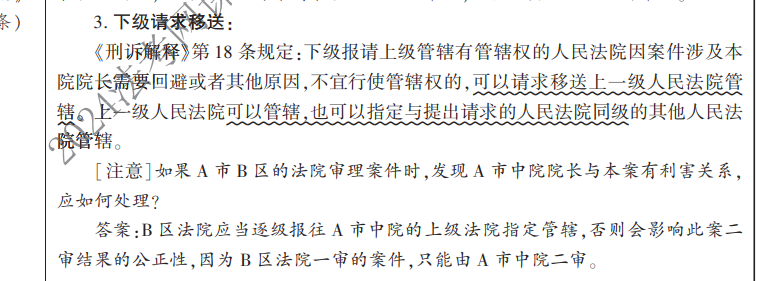 条）
3. 下级请求移送：
《刑诉解释》第 18 条规定：下级报请上级管辖有管辖权的人民法院因案件涉及本
院院长需要回避或者其他原因，不宜行使管辖权的，可以请求移送上一级人民法院管
辖。上一级人民法院可以管辖，也可以指定与提出请求的人民法院同级的其他人民法
院管辖。
［注意］如果 A 市 B 区的法院审理案件时，发现 A 市中院院长与本案有利害关系，
应如何处理？
答案：B 区法院应当逐级报往 A 市中院的上级法院指定管辖，否则会影响此案二
审结果的公正性，因为 B 区法院一审的案件，只能由 A 市中院二审。
2024法考网课